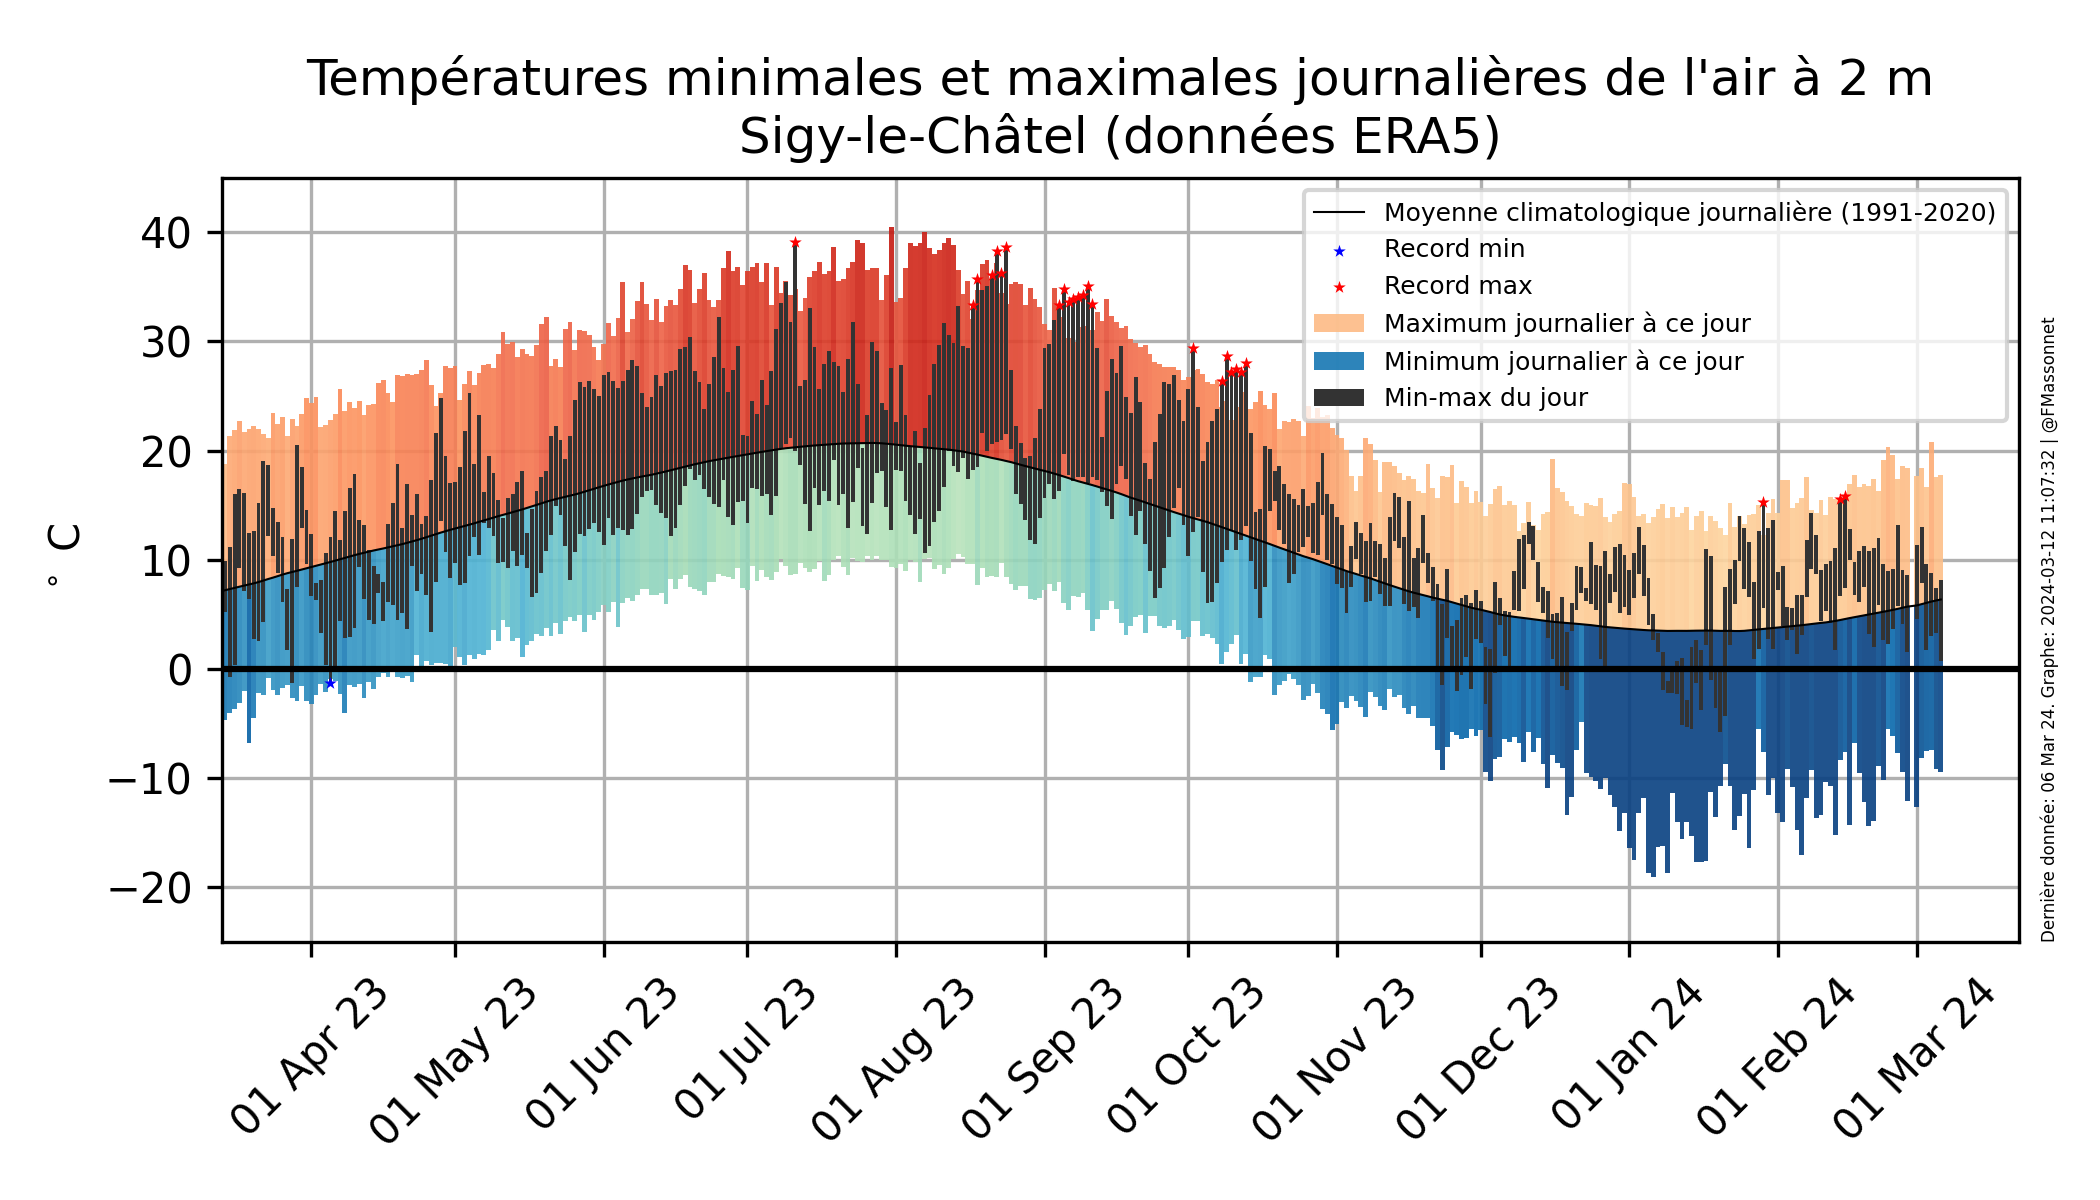 Températures minimales et maximales journalières de l'air à 2 m
Sigy-le-Châtel (données ERA5)
Moyenne climatologique journalière (1991-2020)
Record min
Record max
Maximum journalier à ce jour
Minimum journalier à ce jour
Min-max du jour
40
30
20
10
0
−10
−20
° C
01 Apr 23
01 May 23
01 Jun 23
01 Jul 23
01 Aug 23
01 Sep 23
01 Oct 23
01 Nov 23
01 Dec 23
01 Jan 24
01 Feb 24
01 Mar 24
Dernière donnée: 06 Mar 24. Graphe: 2024-03-12 11:07:32 | @FMassonnet